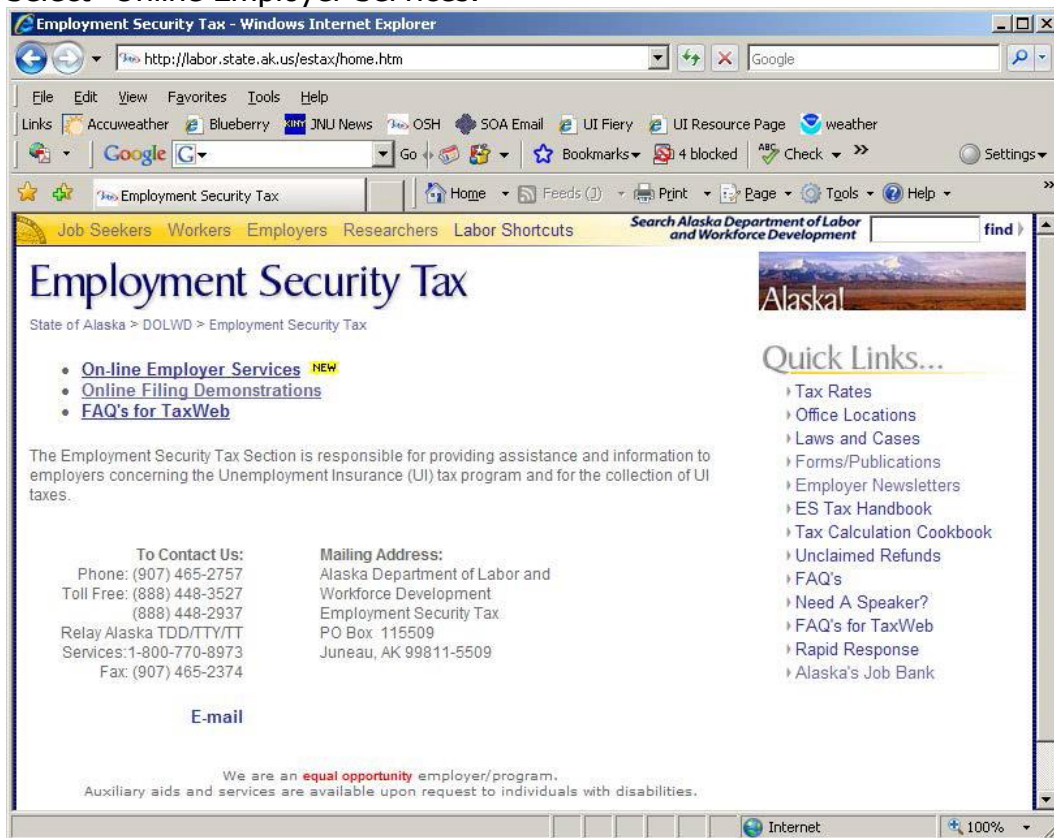 Select "Online Employer Services."
Employment Security Tax - Windows Internet Explorer
http://labor.state.ak.us/estax/home.htm
Google
File Edit View Favorites Tools Help
Links Accuweather Blueberry KINY JNU News OSH SOA Email UI Fiery UI Resource Page weather
Google G Go Bookmarks 4 blocked ABC Check >> Settings
Employment Security Tax Home Feeds (J) Print Page Tools Help >>
Job Seekers Workers Employers Researchers Labor Shortcuts Search Alaska Department of Labor and Workforce Development find
Employment Security Tax
Alaska!
State of Alaska > DOLWD > Employment Security Tax
On-line Employer Services NEW
Online Filing Demonstrations
FAQ's for TaxWeb
The Employment Security Tax Section is responsible for providing assistance and information to
employers concerning the Unemployment Insurance (UI) tax program and for the collection of UI
taxes.
To Contact Us:
Phone: (907) 465-2757
Toll Free: (888) 448-3527
(888) 448-2937
Relay Alaska TDD/TTY/TT
Services:1-800-770-8973
Fax: (907) 465-2374
E-mail
Mailing Address:
Alaska Department of Labor and
Workforce Development
Employment Security Tax
PO Box 115509
Juneau, AK 99811-5509
Quick Links...
Tax Rates
Office Locations
Laws and Cases
Forms/Publications
Employer Newsletters
ES Tax Handbook
Tax Calculation Cookbook
Unclaimed Refunds
FAQ's
Need A Speaker?
FAQ's for TaxWeb
Rapid Response
Alaska's Job Bank
We are an equal opportunity employer/program.
Auxiliary aids and services are available upon request to individuals with disabilities.
Internet 100%